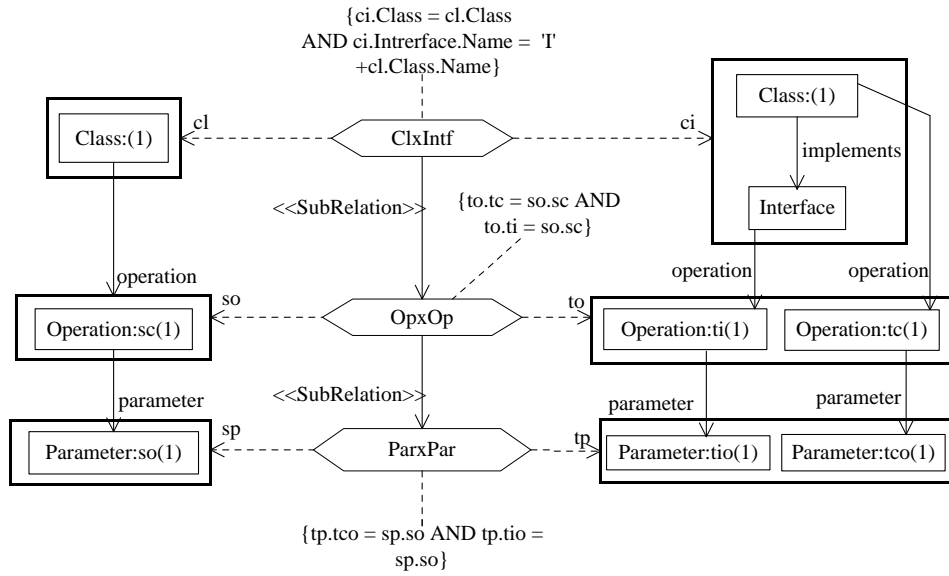 {ci.Class = cl.Class
AND ci.Intrerface.Name = 'I'
+cl.Class.Name}
Class:(1)
cl
ClxIntf
ci
Class:(1)
implements
Interface
<<SubRelation>>
{to.tc = so.sc AND
to.ti = so.sc}
operation
operation
operation
Operation:sc(1)
so
OpxOp
to
Operation:ti(1)
Operation:tc(1)
<<SubRelation>>
parameter
parameter
parameter
Parameter:so(1)
sp
ParxPar
tp
Parameter:tio(1)
Parameter:tco(1)
{tp.tco = sp.so AND tp.tio =
sp.so}